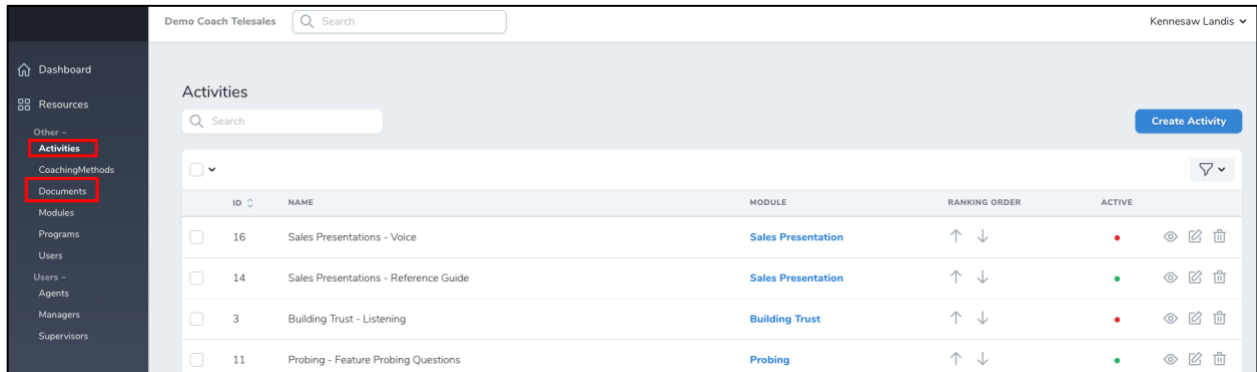 Demo Coach Telesales
Search
Kennesaw Landis
Dashboard
Resources
Other –
Activities
CoachingMethods
Documents
Modules
Programs
Users
Users –
Agents
Managers
Supervisors
Activities
Search
Create Activity
ID NAME MODULE RANKING ORDER ACTIVE
16 Sales Presentations - Voice Sales Presentation
14 Sales Presentations - Reference Guide Sales Presentation
3 Building Trust - Listening Building Trust
11 Probing - Feature Probing Questions Probing